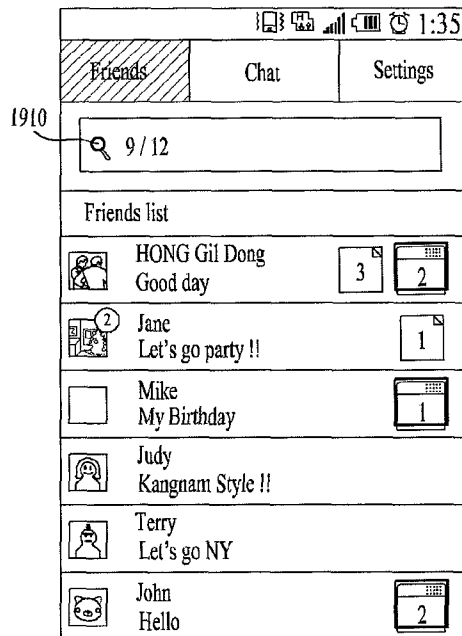 1:35
Friends
Chat
Settings
1910
9/12
Friends list
HONG Gil Dong
Good day
3
2
2
Jane
Let's go party !!
1
Mike
My Birthday
1
Judy
Kangnam Style !!
Terry
Let's go NY
John
Hello
2